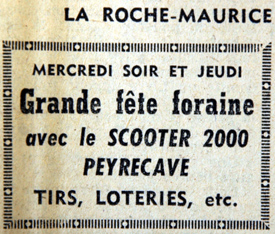 LA ROCHE-MAURICE
MERCREDI SOIR ET JEUDI
Grande fête foraine
avec le SCOOTER 2000
PEYRECAVE
TIRS, LOTERIES, etc.